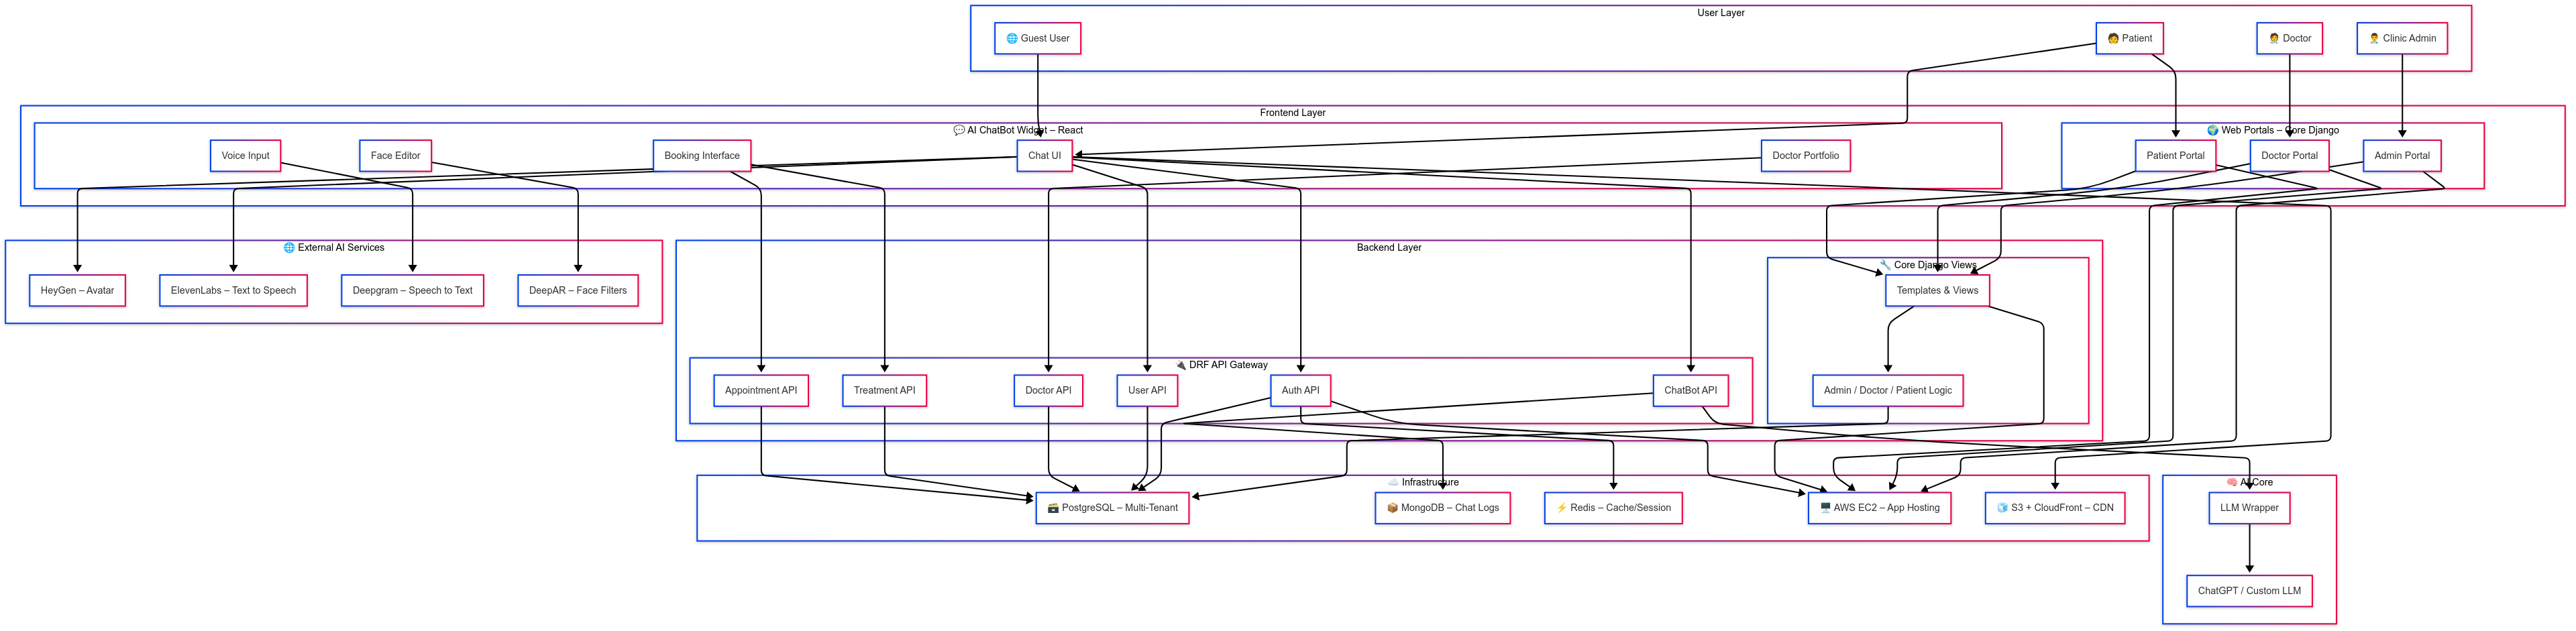 User Layer
🌐 Guest User
🧑 Patient
🧑‍⚕️ Doctor
👨‍⚕️ Clinic Admin
Frontend Layer
💬 AI ChatBot Widget – React
🌍 Web Portals – Core Django
Voice Input
Face Editor
Booking Interface
Chat UI
Doctor Portfolio
Patient Portal
Doctor Portal
Admin Portal
🌐 External AI Services
HeyGen – Avatar
ElevenLabs – Text to Speech
Deepgram – Speech to Text
DeepAR – Face Filters
Backend Layer
🔧 Core Django Views
Templates & Views
🔌 DRF API Gateway
Appointment API
Treatment API
Doctor API
User API
Auth API
ChatBot API
Admin / Doctor / Patient Logic
☁️ Infrastructure
🗃️ PostgreSQL – Multi-Tenant
📦 MongoDB – Chat Logs
⚡ Redis – Cache/Session
🖥️ AWS EC2 – App Hosting
🧊 S3 + CloudFront – CDN
🧠 AI Core
LLM Wrapper
ChatGPT / Custom LLM